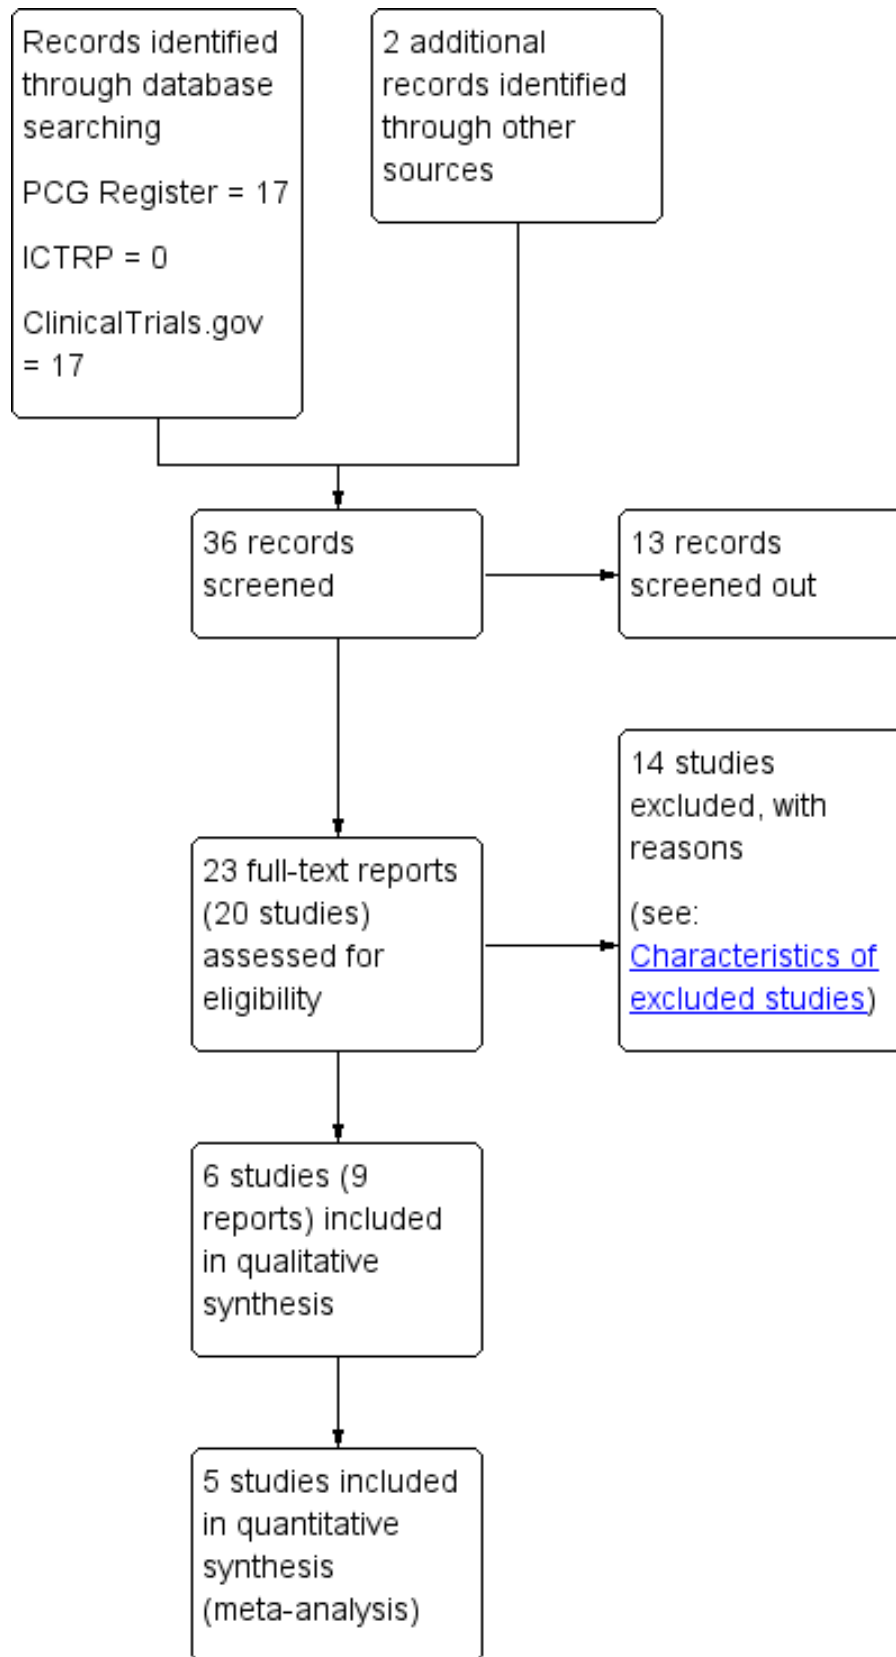 Records identified
through database
searching
PCG Register = 17
ICTRP = 0
ClinicalTrials.gov
= 17
2 additional
records identified
through other
sources
36 records
screened
13 records
screened out
23 full-text reports
(20 studies)
assessed for
eligibility
14 studies
excluded, with
reasons
(see:
Characteristics of
excluded studies)
6 studies (9
reports) included
in qualitative
synthesis
5 studies included
in quantitative
synthesis
(meta-analysis)